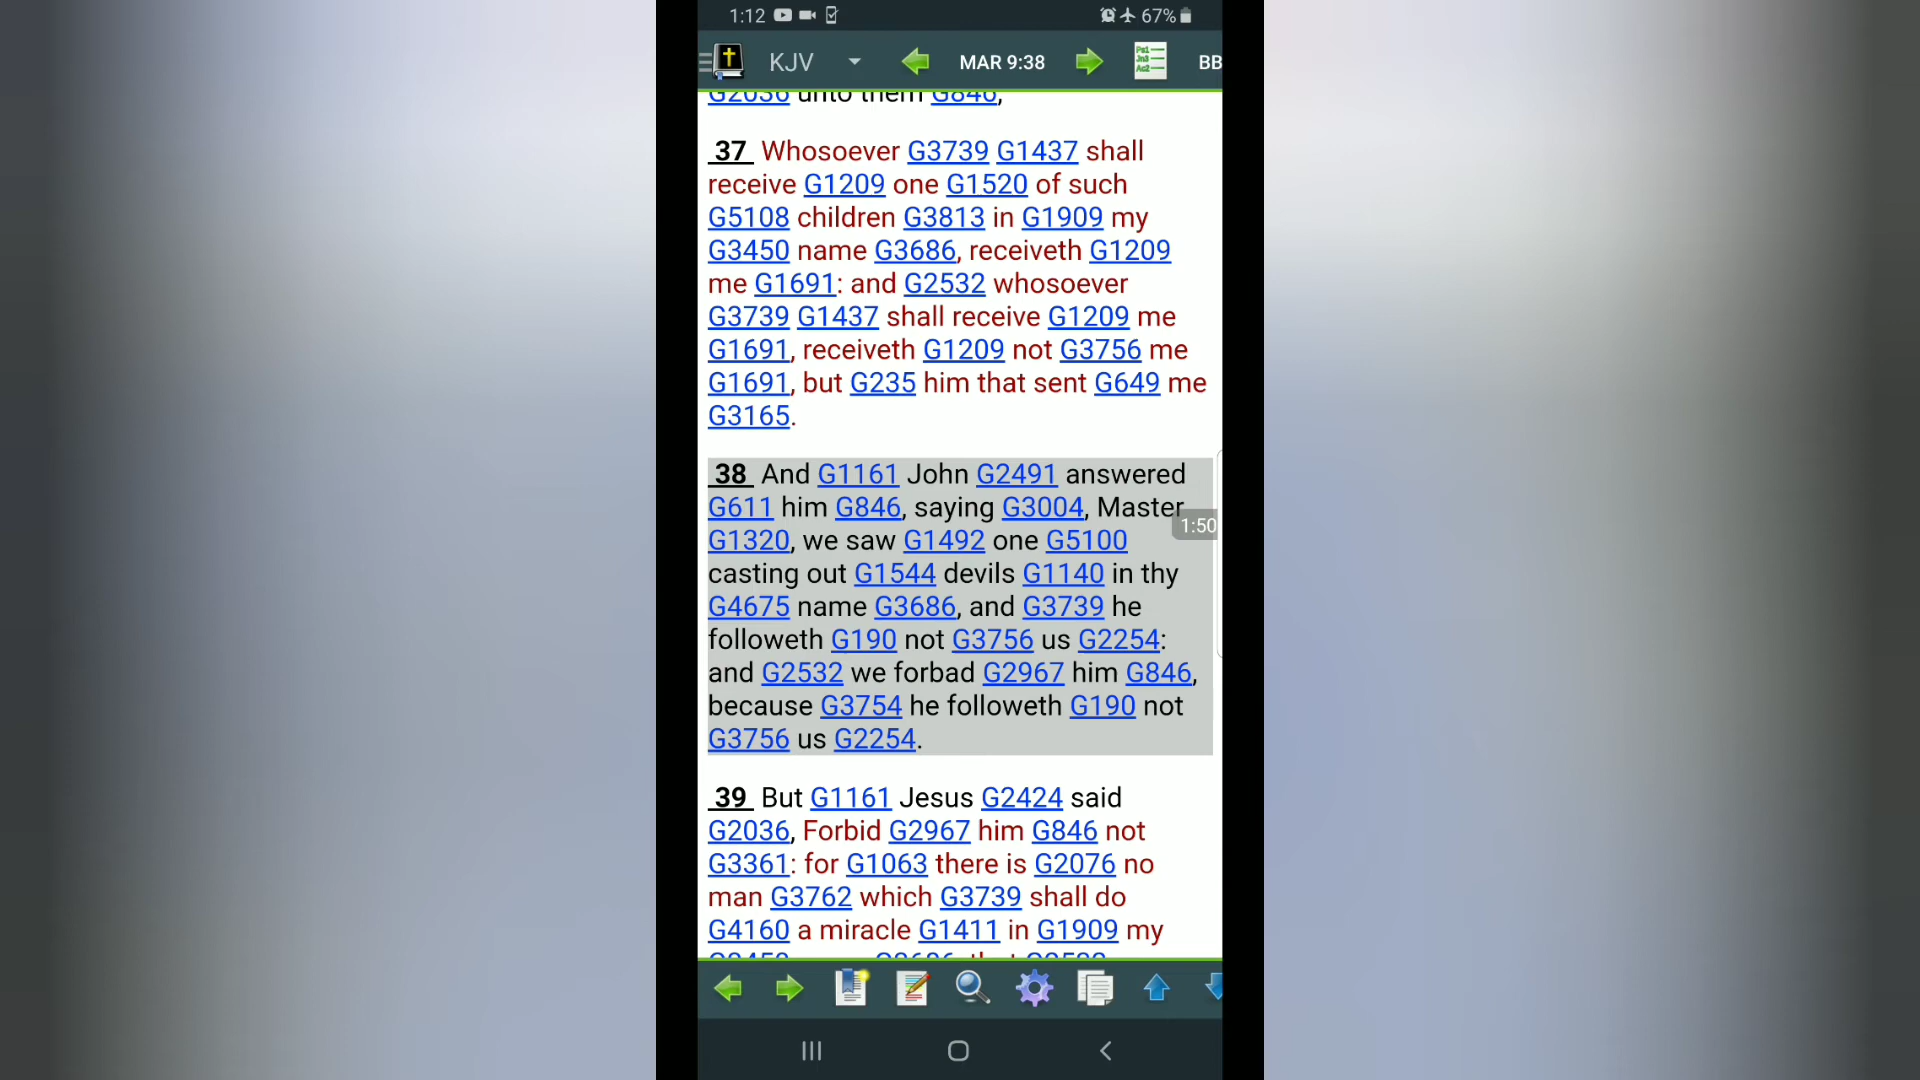 1:12 67%
KJV MAR 9:38 BB
G2036 unto them G846,
37 Whosoever G3739 G1437 shall
receive G1209 one G1520 of such
G5108 children G3813 in G1909 my
G3450 name G3686, receiveth G1209
me G1691: and G2532 whosoever
G3739 G1437 shall receive G1209 me
G1691, receiveth G1209 not G3756 me
G1691, but G235 him that sent G649 me
G3165.
38 And G1161 John G2491 answered
G611 him G846, saying G3004, Master
1:50
G1320, we saw G1492 one G5100
casting out G1544 devils G1140 in thy
G4675 name G3686, and G3739 he
followeth G190 not G3756 us G2254:
and G2532 we forbad G2967 him G846,
because G3754 he followeth G190 not
G3756 us G2254.
39 But G1161 Jesus G2424 said
G2036, Forbid G2967 him G846 not
G3361: for G1063 there is G2076 no
man G3762 which G3739 shall do
G4160 a miracle G1411 in G1909 my